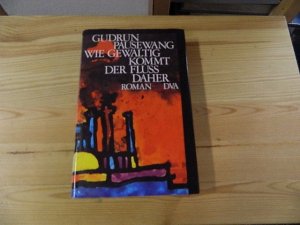 GUDRUN
PAUSEWANG
WIE GEWALTIG
KOMMT
DER FLUSS
DAHER
ROMAN DVA